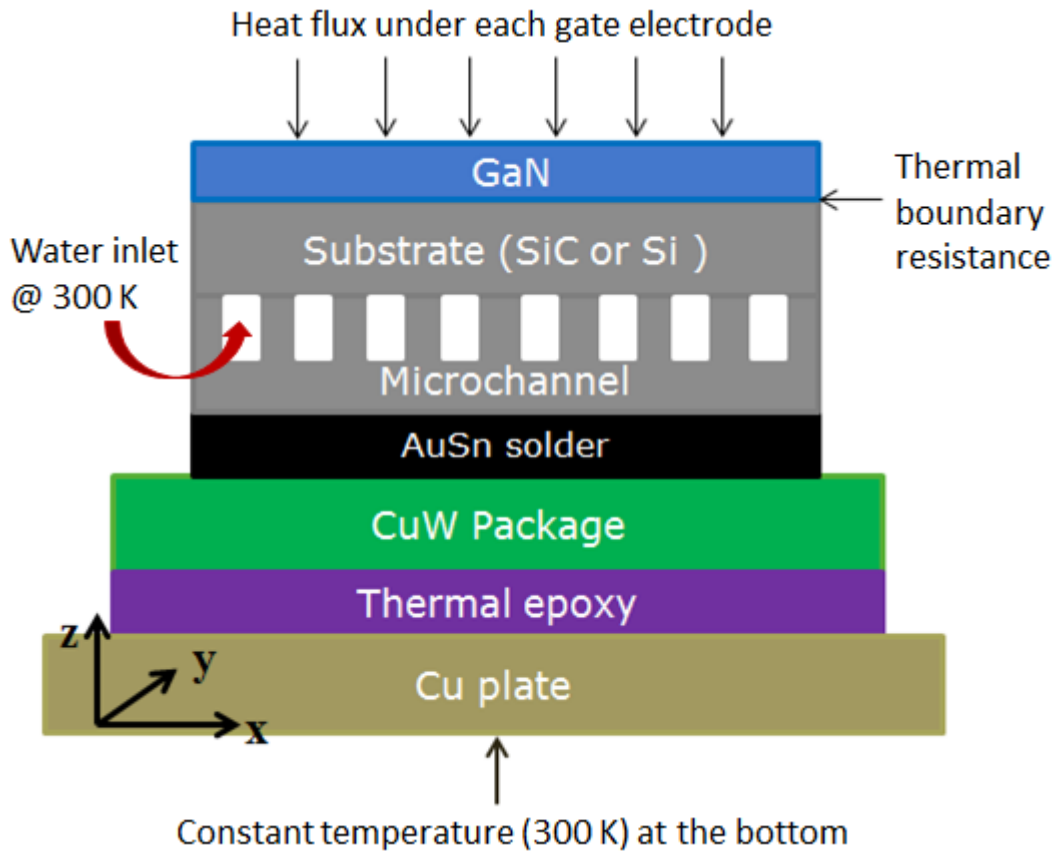 Heat flux under each gate electrode
GaN
Thermal
boundary
resistance
Substrate (SiC or Si )
Water inlet
@ 300 K
Microchannel
AuSn solder
CuW Package
Thermal epoxy
z
y
x
Cu plate
Constant temperature (300 K) at the bottom